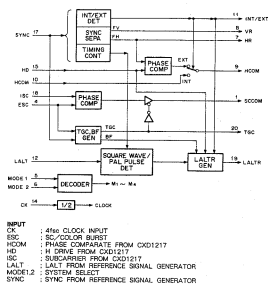 INT/EXT DET
11 INT/EXT
SYNC 17
SYNC SEPA
FV
8 VR
FH
7 HR
TIMING CONT
HD 15
HCOM 10
PHASE COMP
EXT
INT
9 HCOM
ISC 18
ESC 4
PHASE COMP
1 SCCOM
TGC,BF GEN
TGC
20 TGC
BF
LALT 12
SQUARE WAVE/ PAL PULSE DET
LALTR GEN
19 LALTR
MODE 1 5
MODE 2 6
DECODER
M1 ~ M4
CK 14
1/2
CLOCK
INPUT
CK ; 4fsc CLOCK INPUT
ESC ; SC/COLOR BURST
HCOM ; PHASE COMPARATE FROM CXD1217
HD ; H DRIVE FROM CXD1217
ISC ; SUBCARRIER FROM CXD1217
LALT ; LALT FROM REFERENCE SIGNAL GENERATOR
MODE1,2 ; SYSTEM SELECT
SYNC ; SYNC FROM REFERENCE SIGNAL GENERATOR